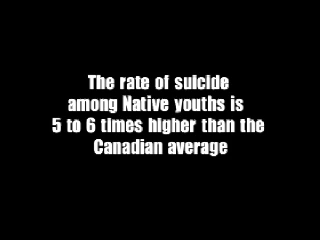 The rate of suicide
among Native youths is
5 to 6 times higher than the
Canadian average